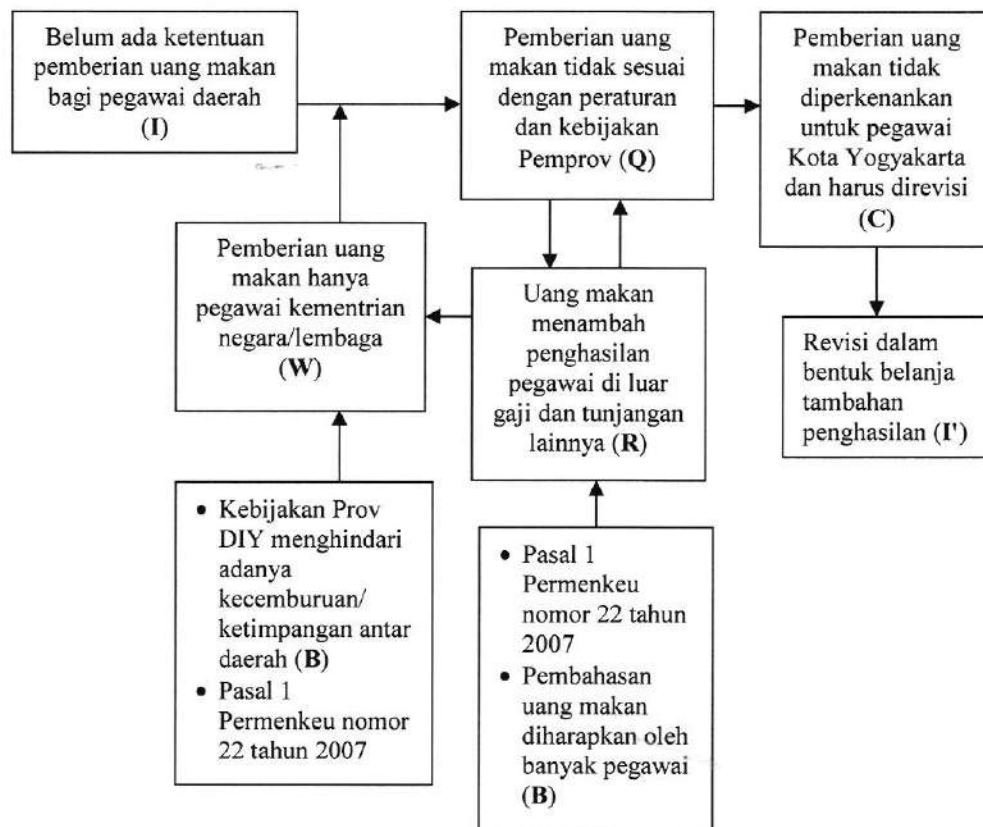 Belum ada ketentuan
pemberian uang makan
bagi pegawai daerah
(I)
Pemberian uang
makan tidak sesuai
dengan peraturan
dan kebijakan
Pemprov (Q)
Pemberian uang
makan tidak
diperkenankan
untuk pegawai
Kota Yogyakarta
dan harus direvisi
(C)
Pemberian uang
makan hanya
pegawai kementrian
negara/lembaga
(W)
Uang makan
menambah
penghasilan
pegawai di luar
gaji dan tunjangan
lainnya (R)
Revisi dalam
bentuk belanja
tambahan
penghasilan (I')
• Kebijakan Prov
DIY menghindari
adanya
kecemburuan/
ketimpangan antar
daerah (B)
• Pasal 1
Permenkeu nomor
22 tahun 2007
• Pasal 1
Permenkeu
nomor 22 tahun
2007
• Pembahasan
uang makan
diharapkan oleh
banyak pegawai
(B)